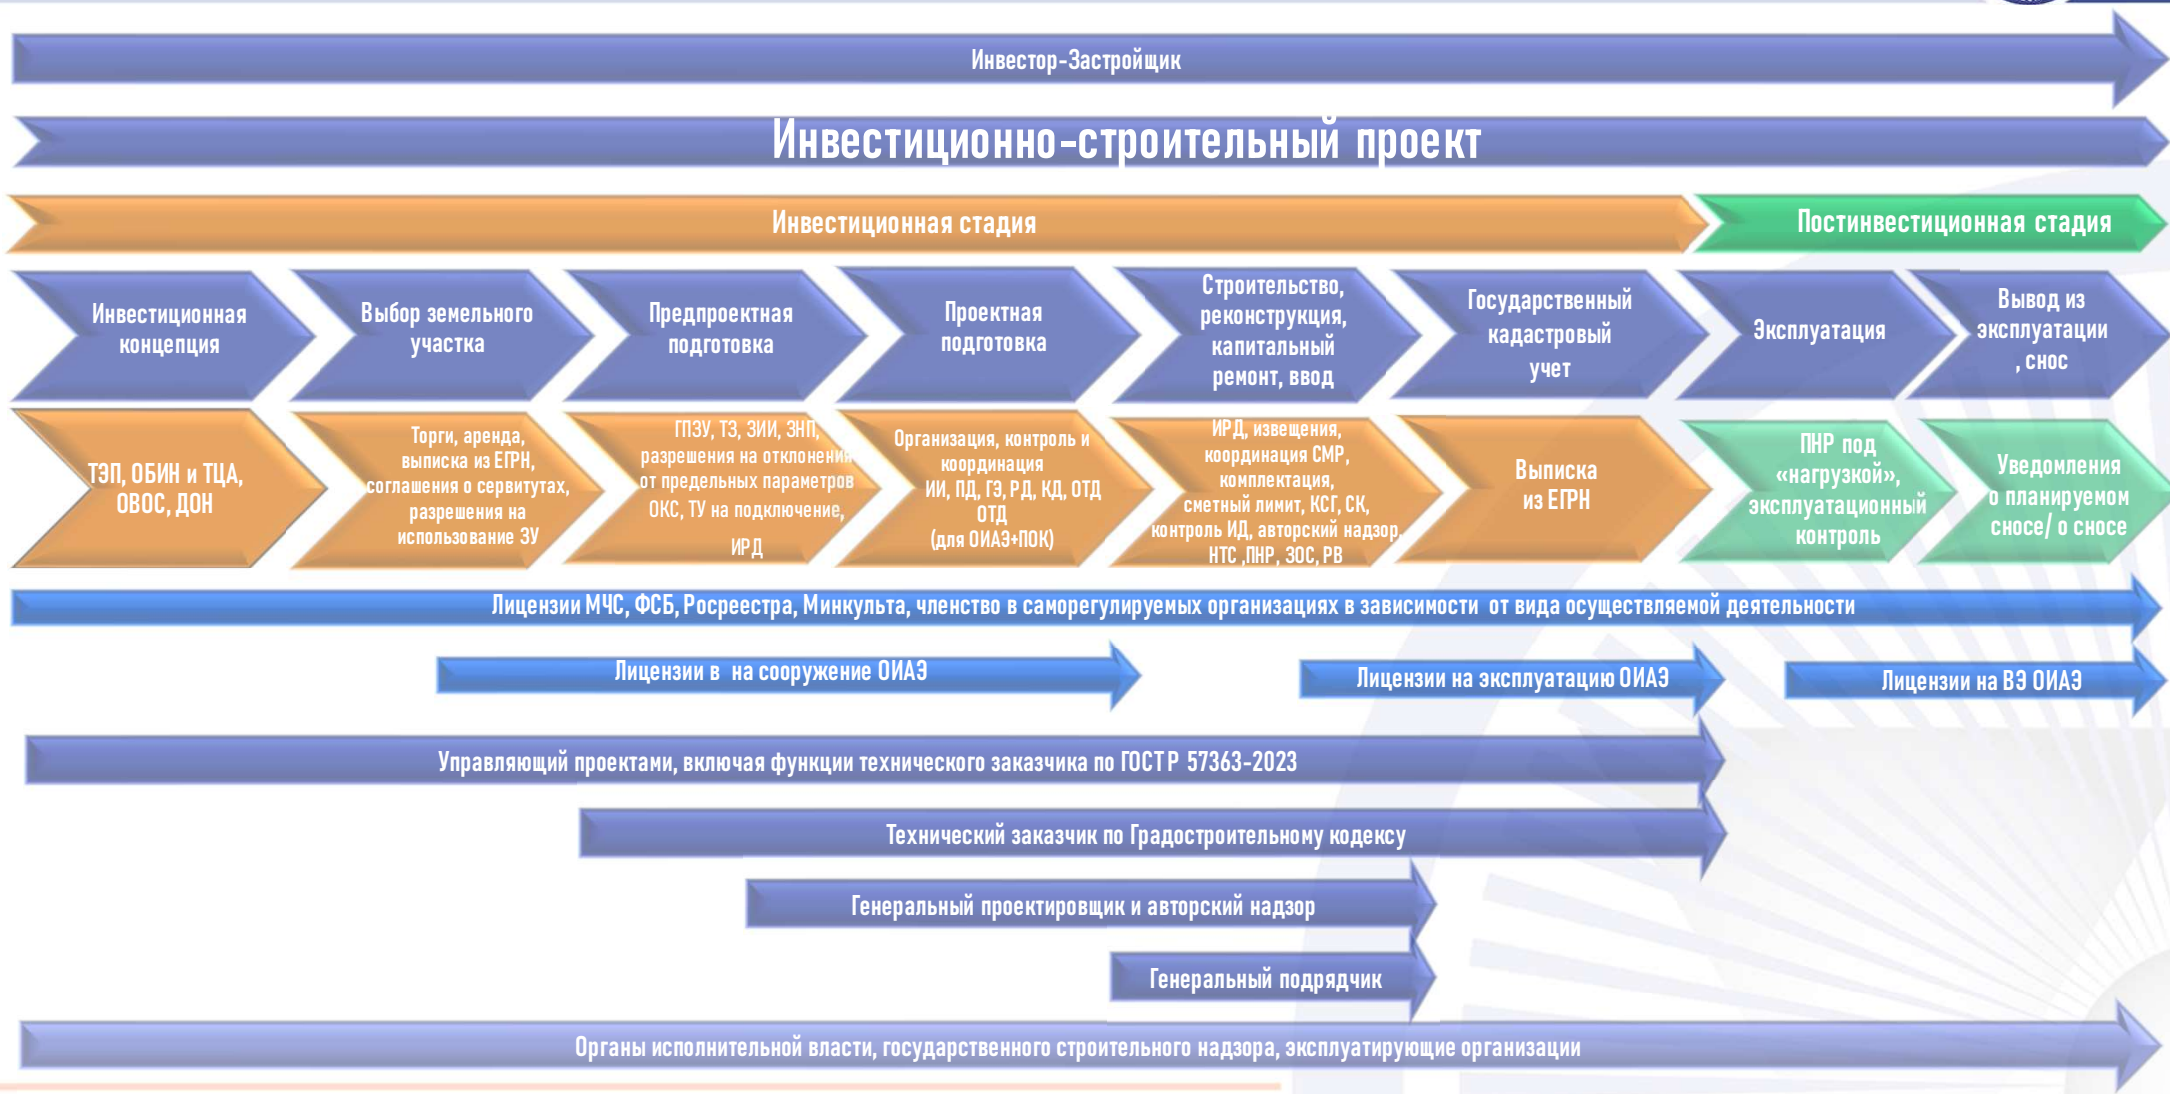 Инвестор-Застройщик
Инвестиционно-строительный проект
Инвестиционная стадия
Постинвестиционная стадия
Инвестиционная
концепция
Выбор земельного
участка
Предпроектная
подготовка
Проектная
подготовка
Строительство,
реконструкция,
капитальный
ремонт, ввод
Государственный
кадастровый
учет
Эксплуатация
Вывод из
эксплуатации
, снос
ТЭП, ОБИН и ТЦА,
ОВОС, ДОН
Торги, аренда,
выписка из ЕГРН,
соглашения о сервитутах,
разрешения на
использование ЗУ
ГПЗУ, ТЗ, ЗИИ, ЗНП,
разрешения на отклонения
от предельных параметров
ОКС, ТУ на подключение,
ИРД
Организация, контроль и
координация
ИИ, ПД, ГЭ, РД, КД, ОТД
ОТД
(для ОИАЭ+ПОК)
ИРД, извещения,
координация СМР,
комплектация,
сметный лимит, КСГ, СК,
контроль ИД, авторский надзор,
НТС ,ПНР, ЗОС, РВ
Выписка
из ЕГРН
ПНР под
«нагрузкой»,
эксплуатационный
контроль
Уведомления
о планируемом
сносе/ о сносе
Лицензии МЧС, ФСБ, Росреестра, Минкульта, членство в саморегулируемых организациях в зависимости от вида осуществляемой деятельности
Лицензии в на сооружение ОИАЭ
Лицензии на эксплуатацию ОИАЭ
Лицензии на ВЭ ОИАЭ
Управляющий проектами, включая функции технического заказчика по ГОСТ Р 57363-2023
Технический заказчик по Градостроительному кодексу
Генеральный проектировщик и авторский надзор
Генеральный подрядчик
Органы исполнительной власти, государственного строительного надзора, эксплуатирующие организации